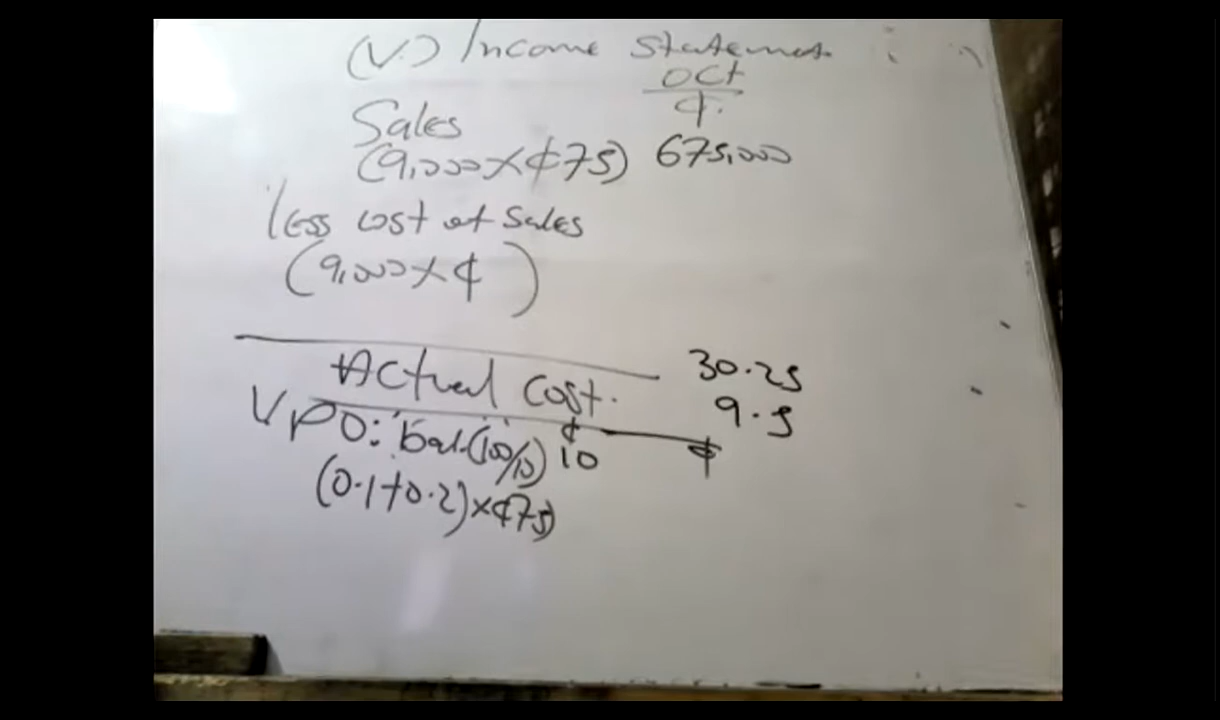 (V.) Income Statement
Oct
¢
Sales
(9,000 X ¢75) 675,000
less cost of sales
(9,000 X ¢ )
Actual Cost.
30.25
9.5
VPO: bal.(100/10) ¢10 ¢
(0.1+0.2)x¢75)